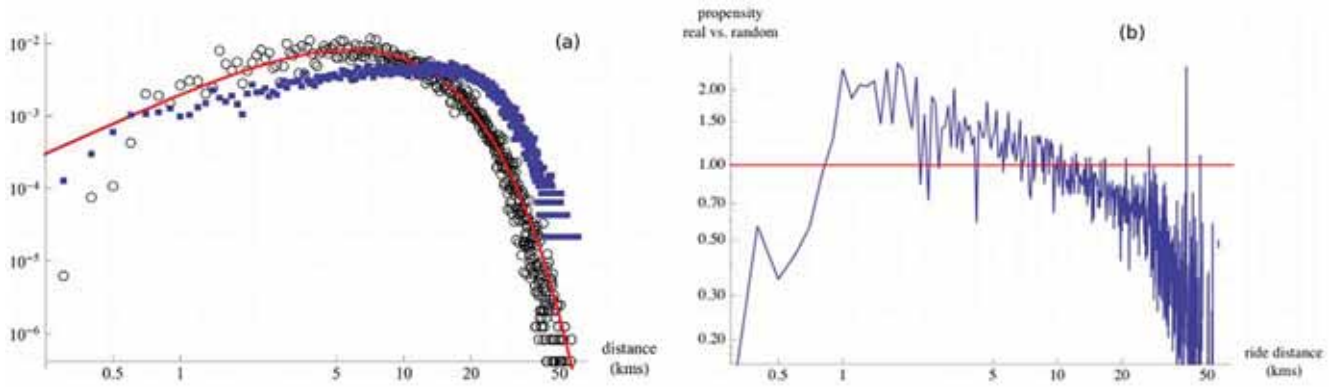 (a)
10⁻²
10⁻³
10⁻⁴
10⁻⁵
10⁻⁶
0.5 1 5 10 50
distance
(kms)
propensity
real vs. random
(b)
2.00
1.50
1.00
0.70
0.50
0.30
0.20
0.5 1 5 10 20 50
ride distance
(kms)